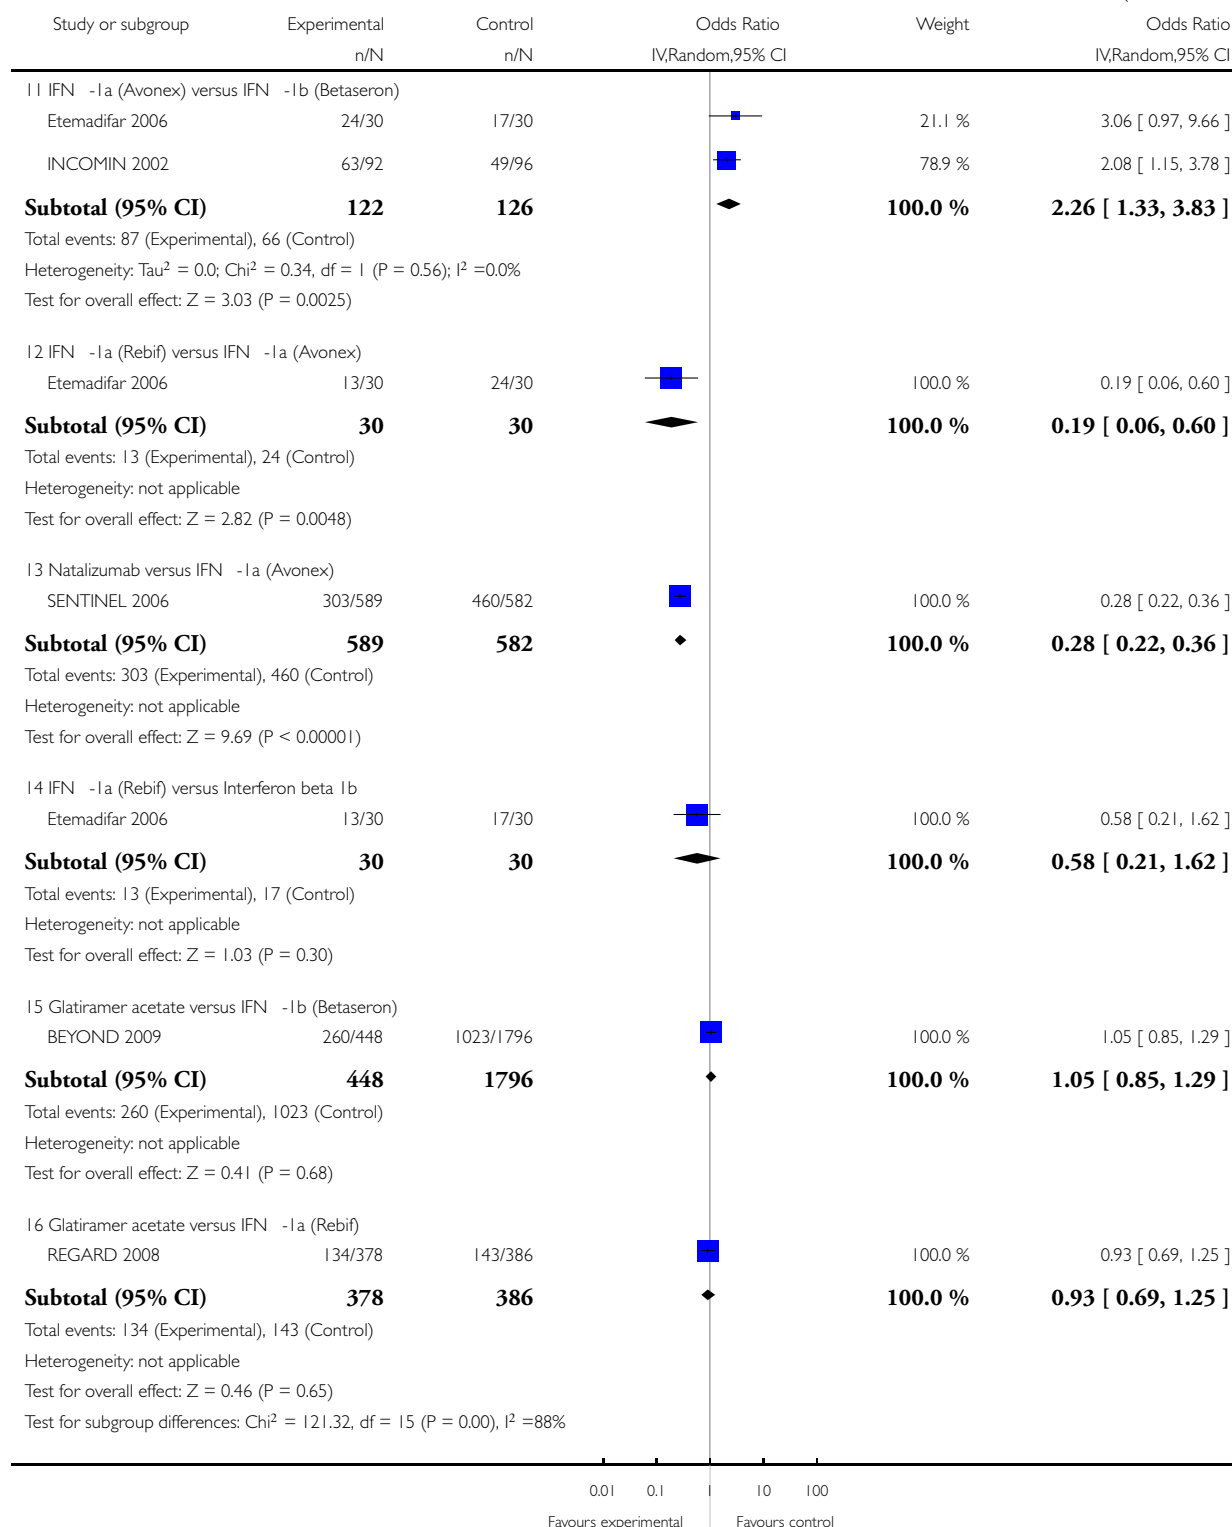 Study or subgroup Experimental Control Odds Ratio Weight Odds Ratio
n/N n/N IV,Random,95% CI IV,Random,95% CI
11 IFN -1a (Avonex) versus IFN -1b (Betaseron)
Etemadifar 2006 24/30 17/30 21.1 % 3.06 [ 0.97, 9.66 ]
INCOMIN 2002 63/92 49/96 78.9 % 2.08 [ 1.15, 3.78 ]
Subtotal (95% CI) 122 126 100.0 % 2.26 [ 1.33, 3.83 ]
Total events: 87 (Experimental), 66 (Control)
Heterogeneity: Tau² = 0.0; Chi² = 0.34, df = 1 (P = 0.56); I² =0.0%
Test for overall effect: Z = 3.03 (P = 0.0025)
12 IFN -1a (Rebif) versus IFN -1a (Avonex)
Etemadifar 2006 13/30 24/30 100.0 % 0.19 [ 0.06, 0.60 ]
Subtotal (95% CI) 30 30 100.0 % 0.19 [ 0.06, 0.60 ]
Total events: 13 (Experimental), 24 (Control)
Heterogeneity: not applicable
Test for overall effect: Z = 2.82 (P = 0.0048)
13 Natalizumab versus IFN -1a (Avonex)
SENTINEL 2006 303/589 460/582 100.0 % 0.28 [ 0.22, 0.36 ]
Subtotal (95% CI) 589 582 100.0 % 0.28 [ 0.22, 0.36 ]
Total events: 303 (Experimental), 460 (Control)
Heterogeneity: not applicable
Test for overall effect: Z = 9.69 (P < 0.00001)
14 IFN -1a (Rebif) versus Interferon beta 1b
Etemadifar 2006 13/30 17/30 100.0 % 0.58 [ 0.21, 1.62 ]
Subtotal (95% CI) 30 30 100.0 % 0.58 [ 0.21, 1.62 ]
Total events: 13 (Experimental), 17 (Control)
Heterogeneity: not applicable
Test for overall effect: Z = 1.03 (P = 0.30)
15 Glatiramer acetate versus IFN -1b (Betaseron)
BEYOND 2009 260/448 1023/1796 100.0 % 1.05 [ 0.85, 1.29 ]
Subtotal (95% CI) 448 1796 100.0 % 1.05 [ 0.85, 1.29 ]
Total events: 260 (Experimental), 1023 (Control)
Heterogeneity: not applicable
Test for overall effect: Z = 0.41 (P = 0.68)
16 Glatiramer acetate versus IFN -1a (Rebif)
REGARD 2008 134/378 143/386 100.0 % 0.93 [ 0.69, 1.25 ]
Subtotal (95% CI) 378 386 100.0 % 0.93 [ 0.69, 1.25 ]
Total events: 134 (Experimental), 143 (Control)
Heterogeneity: not applicable
Test for overall effect: Z = 0.46 (P = 0.65)
Test for subgroup differences: Chi² = 121.32, df = 15 (P = 0.00), I² =88%
0.01 0.1 1 10 100
Favours experimental Favours control